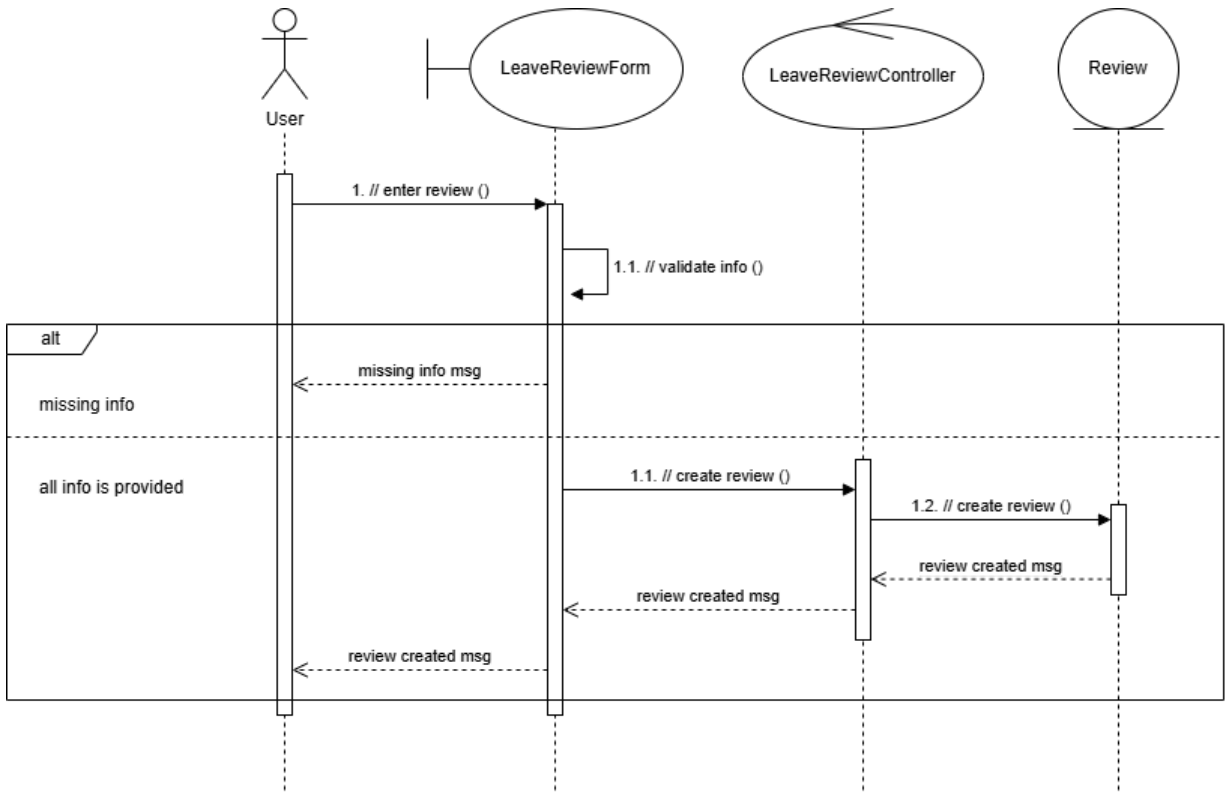 User
LeaveReviewForm
LeaveReviewController
Review
1. // enter review ()
1.1. // validate info ()
alt
missing info msg
missing info
all info is provided
1.1. // create review ()
1.2. // create review ()
review created msg
review created msg
review created msg